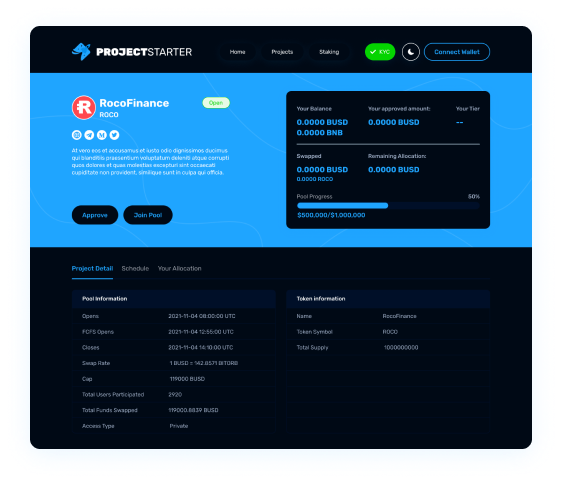 PROJECTSTARTER
Home
Projects
Staking
KYC
Connect Wallet
RocoFinance
ROCO
Open
At vero eos et accusamus et iusto odio dignissimos ducimus
qui blanditiis praesentium voluptatum deleniti atque corrupti
quos dolores et quas molestias excepturi sint occaecati
cupiditate non provident, similique sunt in culpa qui officia.
Approve
Join Pool
Your Balance
Your approved amount:
Your Tier
0.0000 BUSD
0.0000 BUSD
--
0.0000 BNB
Swapped
Remaining Allocation:
0.0000 BUSD
0.0000 BUSD
0.0000 ROCO
Pool Progress
50%
$500.000/$1,000.000
Project Detail
Schedule
Your Allocation
Pool Information
Opens 2021-11-04 08:00:00 UTC
FCFS Opens 2021-11-04 12:55:00 UTC
Closes 2021-11-04 14:10:00 UTC
Swap Rate 1 BUSD = 142.8571 BITORB
Cap 119000 BUSD
Total Users Participated 2920
Total Funds Swapped 119000.8839 BUSD
Access Type Private
Token information
Name RocoFinance
Token Symbol ROCO
Total Supply 1000000000